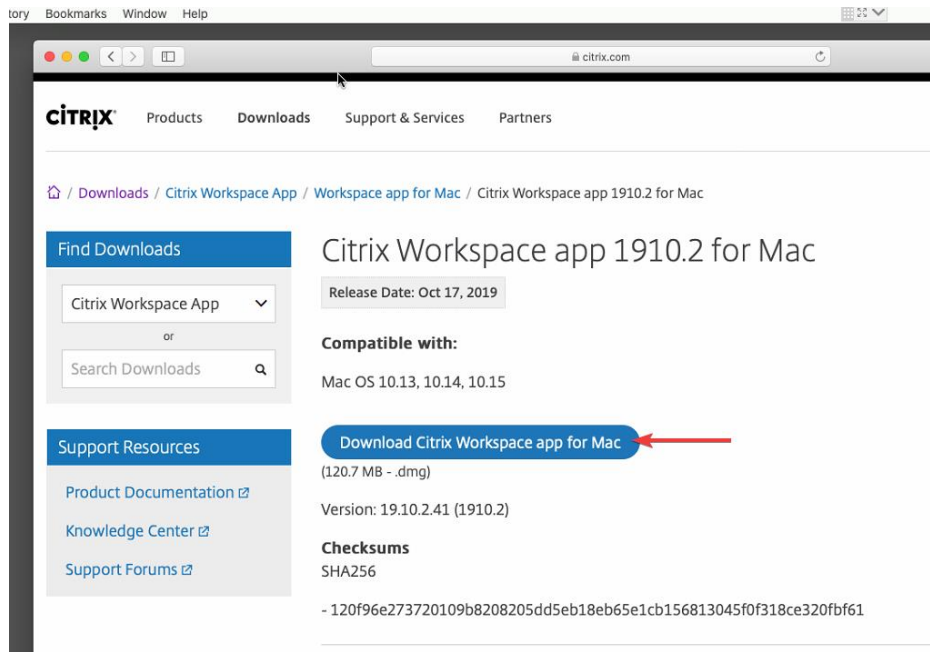 tory Bookmarks Window Help
citrix.com
CİTRIX Products Downloads Support & Services Partners
/ Downloads / Citrix Workspace App / Workspace app for Mac / Citrix Workspace app 1910.2 for Mac
Find Downloads
Citrix Workspace App
or
Search Downloads
Support Resources
Product Documentation
Knowledge Center
Support Forums
Citrix Workspace app 1910.2 for Mac
Release Date: Oct 17, 2019
Compatible with:
Mac OS 10.13, 10.14, 10.15
Download Citrix Workspace app for Mac
(120.7 MB - .dmg)
Version: 19.10.2.41 (1910.2)
Checksums
SHA256
- 120f96e273720109b8208205dd5eb18eb65e1cb156813045f0f318ce320fbf61